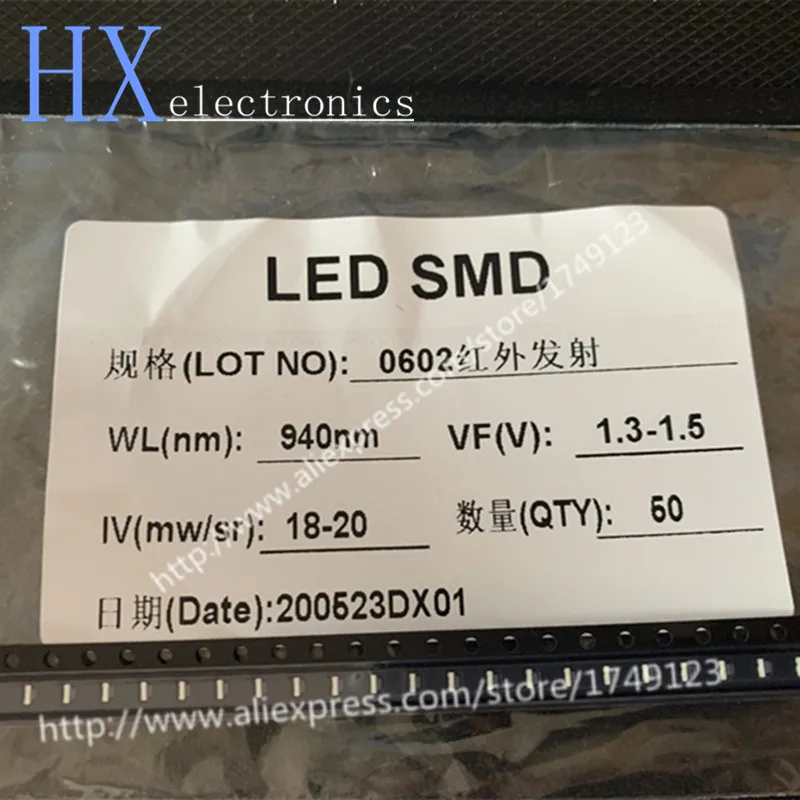 HX electronics
LED SMD
规格(LOT NO): 0602红外发射
WL(nm): 940nm VF(V): 1.3-1.5
IV(mw/sr): 18-20 数量(QTY): 50
日期(Date):200523DX01
http://www.aliexpress.com/store/1749123
http://www.aliexpress.com/store/1749123